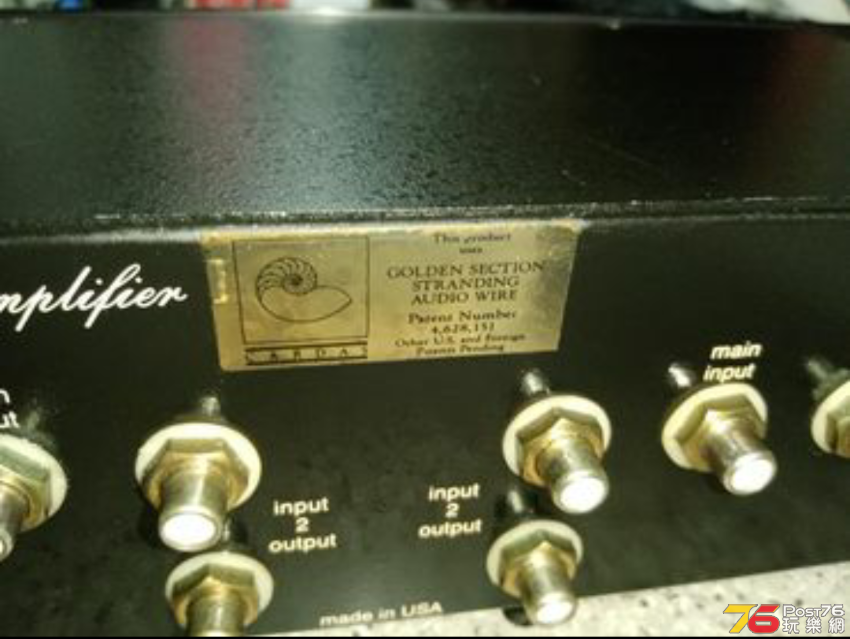 This product
uses
GOLDEN SECTION
STRANDING
AUDIO WIRE
Patent Number
4,628,151
Other U.S. and Foreign
Patents Pending
CARDAS
mplifier
main
input
n
ut
input
2
output
input
2
output
made in USA
76 Post76
玩樂網